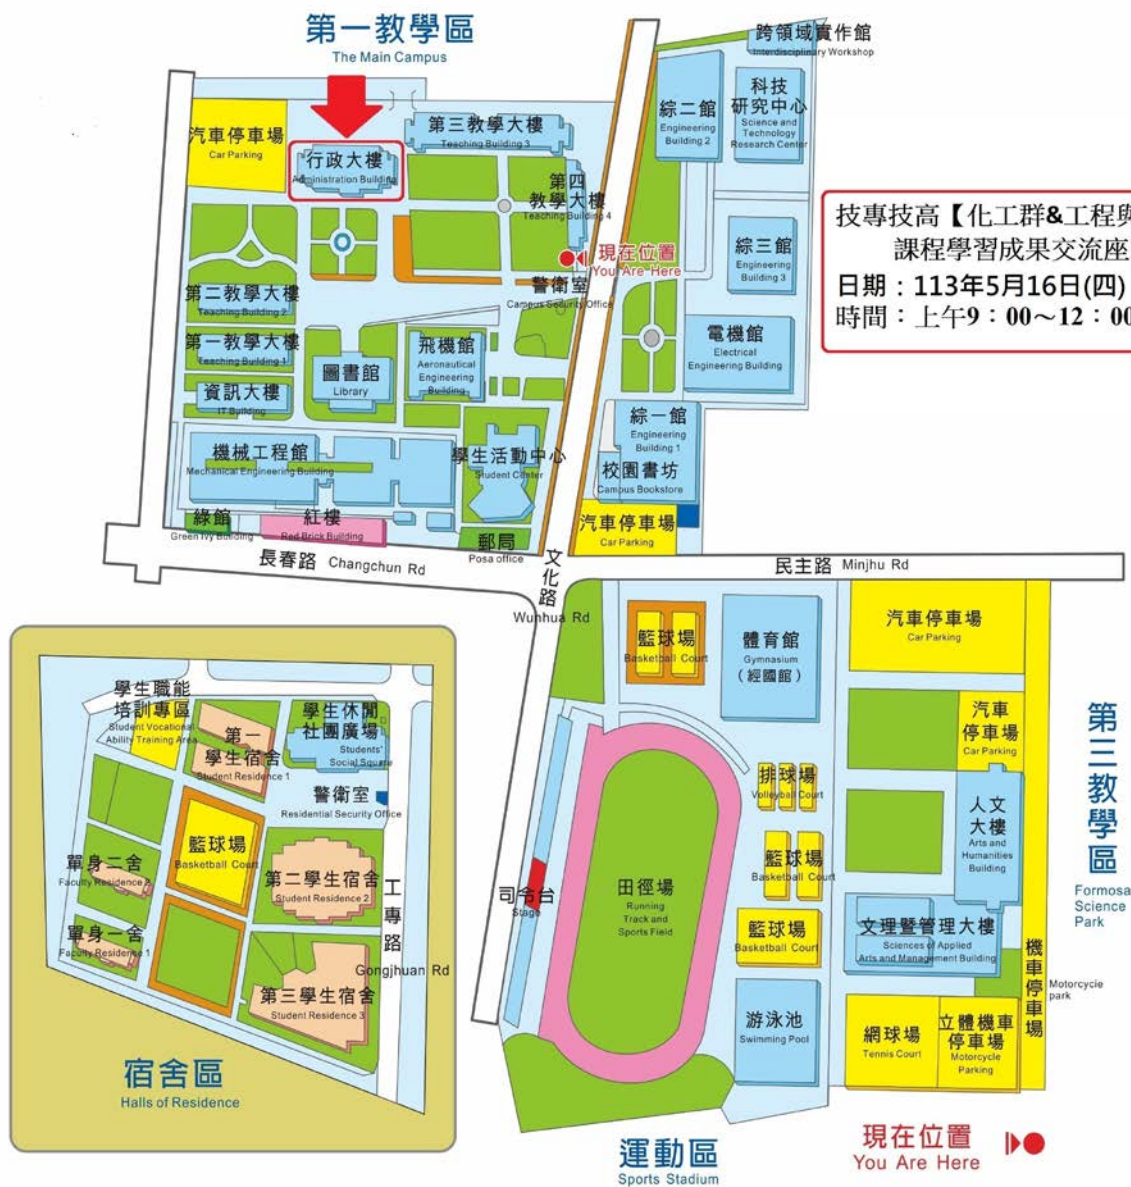 第一教學區
The Main Campus
跨領域實作館
Interdisciplinary Workshop
汽車停車場
Car Parking
行政大樓
Administration Building
第三教學大樓
Teaching Building 3
第四
教學大樓
Teaching Building 4
綜二館
Engineering
Building 2
科技
研究中心
Science and
Technology
Research Center
現在位置
You Are Here
警衛室
Campus Security Office
綜三館
Engineering
Building 3
技專技高【化工群&工程與
課程學習成果交流座
日期：113年5月16日(四)
時間：上午9：00～12：00
第二教學大樓
Teaching Building 2
第一教學大樓
Teaching Building 1
資訊大樓
IT Building
圖書館
Library
飛機館
Aeronautical
Engineering
Building
電機館
Electrical
Engineering Building
機械工程館
Mechanical Engineering Building
學生活動中心
Student Center
綜一館
Engineering
Building 1
校園書坊
Campus Bookstore
綠館
Green Ivy Building
紅樓
Red Brick Building
郵局
Posa office
汽車停車場
Car Parking
長春路 Changchun Rd
文化路
Wunhua Rd
民主路 Minjhu Rd
學生職能
培訓專區
Student Vocational
Ability Training Area
第一
學生宿舍
Student Residence 1
學生休閒
社團廣場
Students'
Social Square
警衛室
Residential Security Office
籃球場
Basketball Court
單身二舍
Faculty Residence 2
第二學生宿舍
Student Residence 2
單身一舍
Faculty Residence 1
第三學生宿舍
Student Residence 3
工專路
Gongjhuan Rd
宿舍區
Halls of Residence
籃球場
Basketball Court
體育館
Gymnasium
（經國館）
汽車停車場
Car Parking
汽車
停車場
Car Parking
排球場
Volleyball Court
人文
大樓
Arts and
Humanities
Building
第三教學區
Formosa
Science
Park
籃球場
Basketball Court
司令台
Stage
田徑場
Running
Track and
Sports Field
籃球場
Basketball Court
文理暨管理大樓
Sciences of Applied
Arts and Management Building
機車停車場
Motorcycle
park
游泳池
Swimming Pool
網球場
Tennis Court
立體機車
停車場
Motorcycle
Parking
運動區
Sports Stadium
現在位置
You Are Here